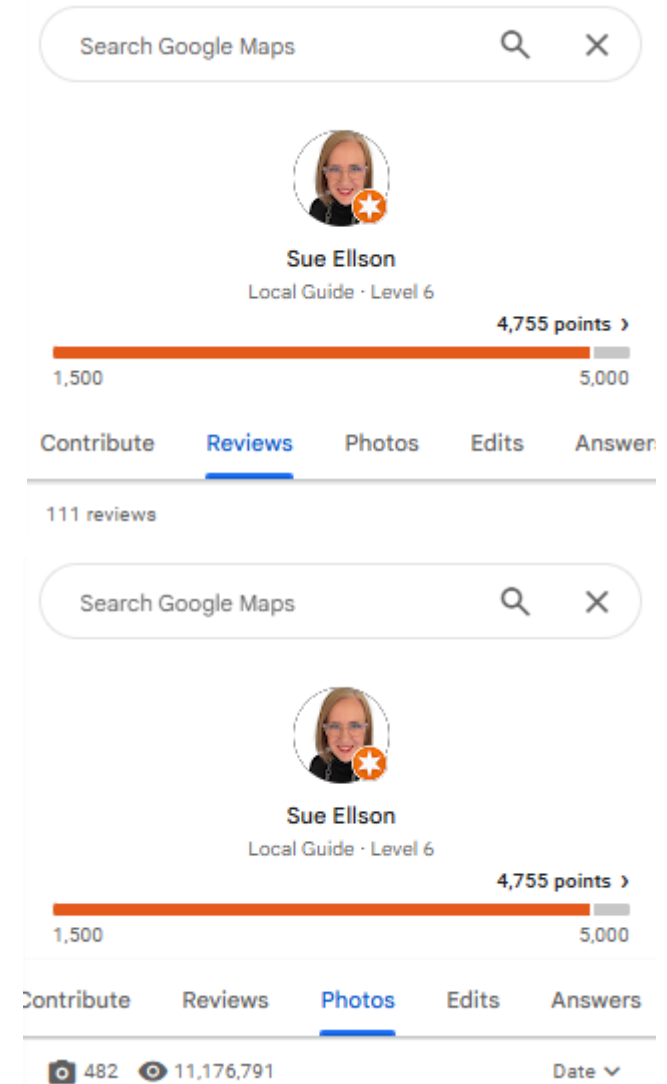 Search Google Maps
Sue Ellson
Local Guide · Level 6
4,755 points ›
1,500 5,000
Contribute Reviews Photos Edits Answers
111 reviews
Search Google Maps
Sue Ellson
Local Guide · Level 6
4,755 points ›
1,500 5,000
Contribute Reviews Photos Edits Answers
482 11,176,791 Date